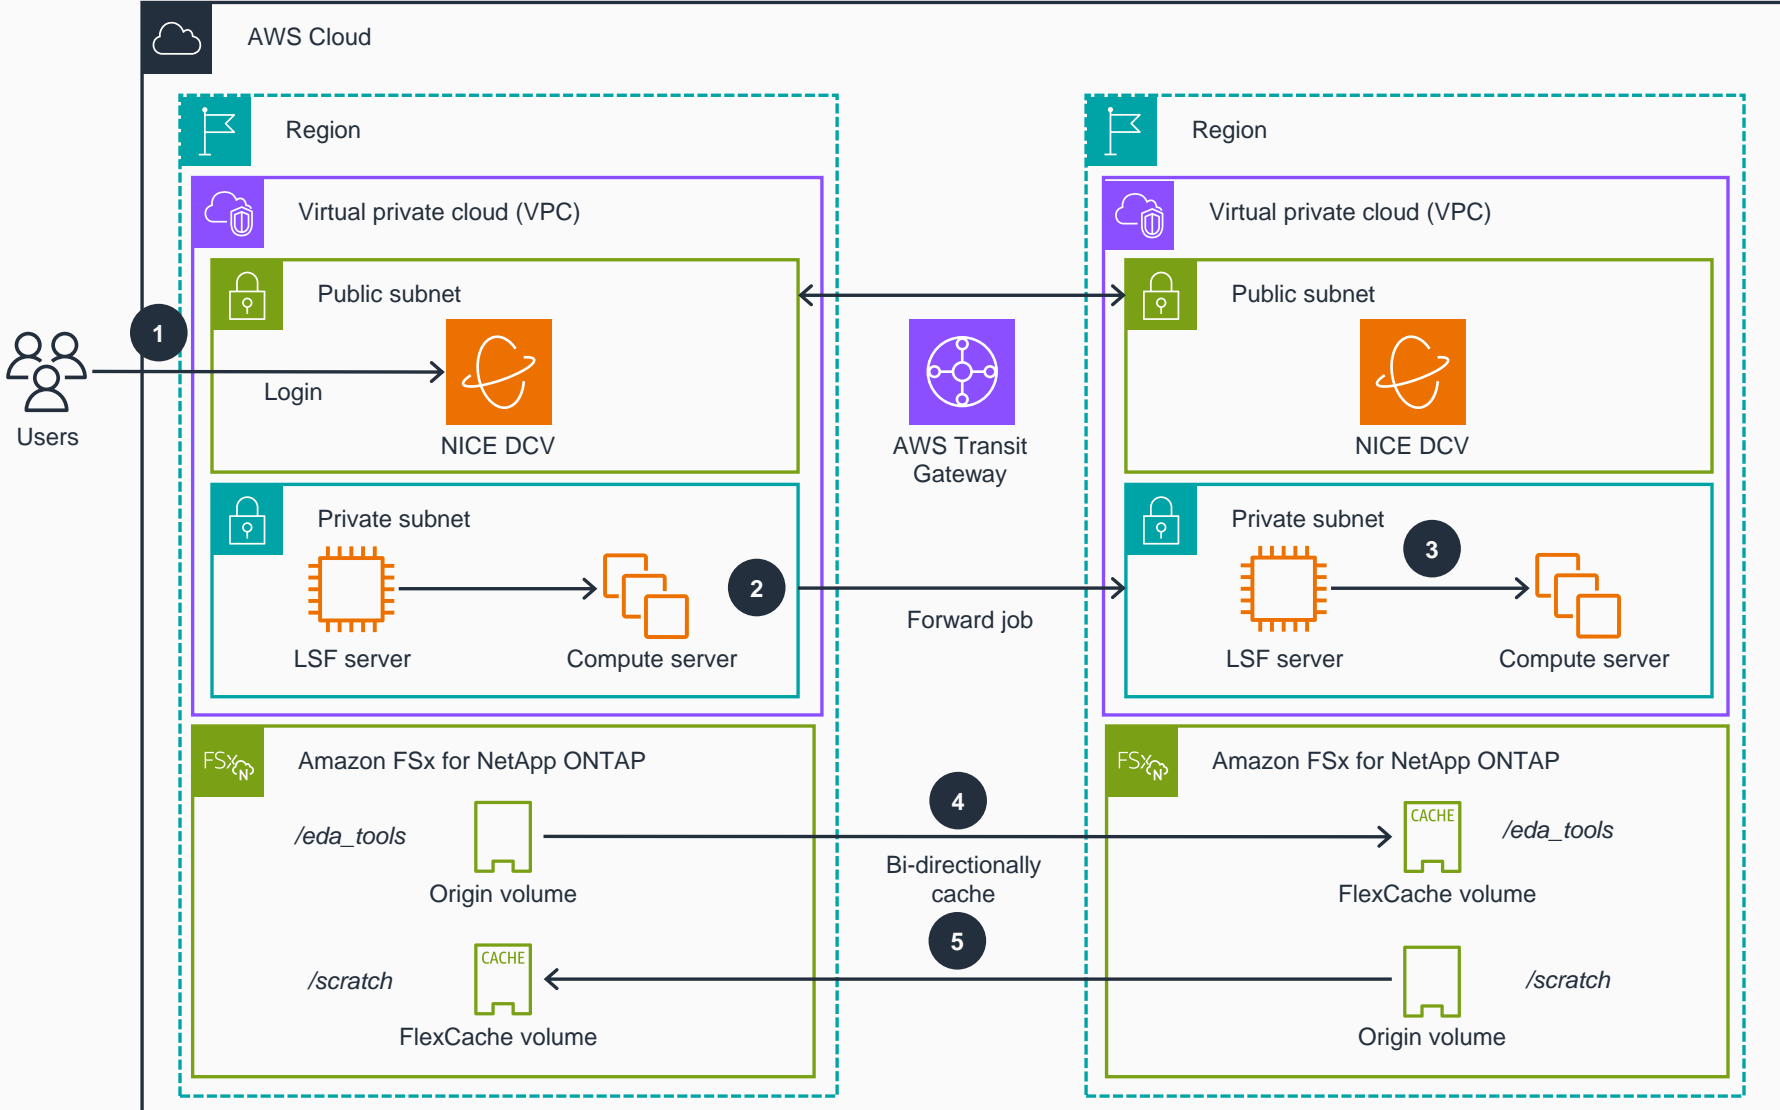 AWS Cloud
Region
Region
Virtual private cloud (VPC)
Virtual private cloud (VPC)
Public subnet
Public subnet
1
Login
Users
NICE DCV
AWS Transit
Gateway
NICE DCV
Private subnet
Private subnet
3
2
Forward job
LSF server
Compute server
LSF server
Compute server
FSx
N
Amazon FSx for NetApp ONTAP
FSx
N
Amazon FSx for NetApp ONTAP
4
/eda_tools
CACHE
/eda_tools
Bi-directionally
cache
Origin volume
FlexCache volume
5
CACHE
/scratch
/scratch
FlexCache volume
Origin volume